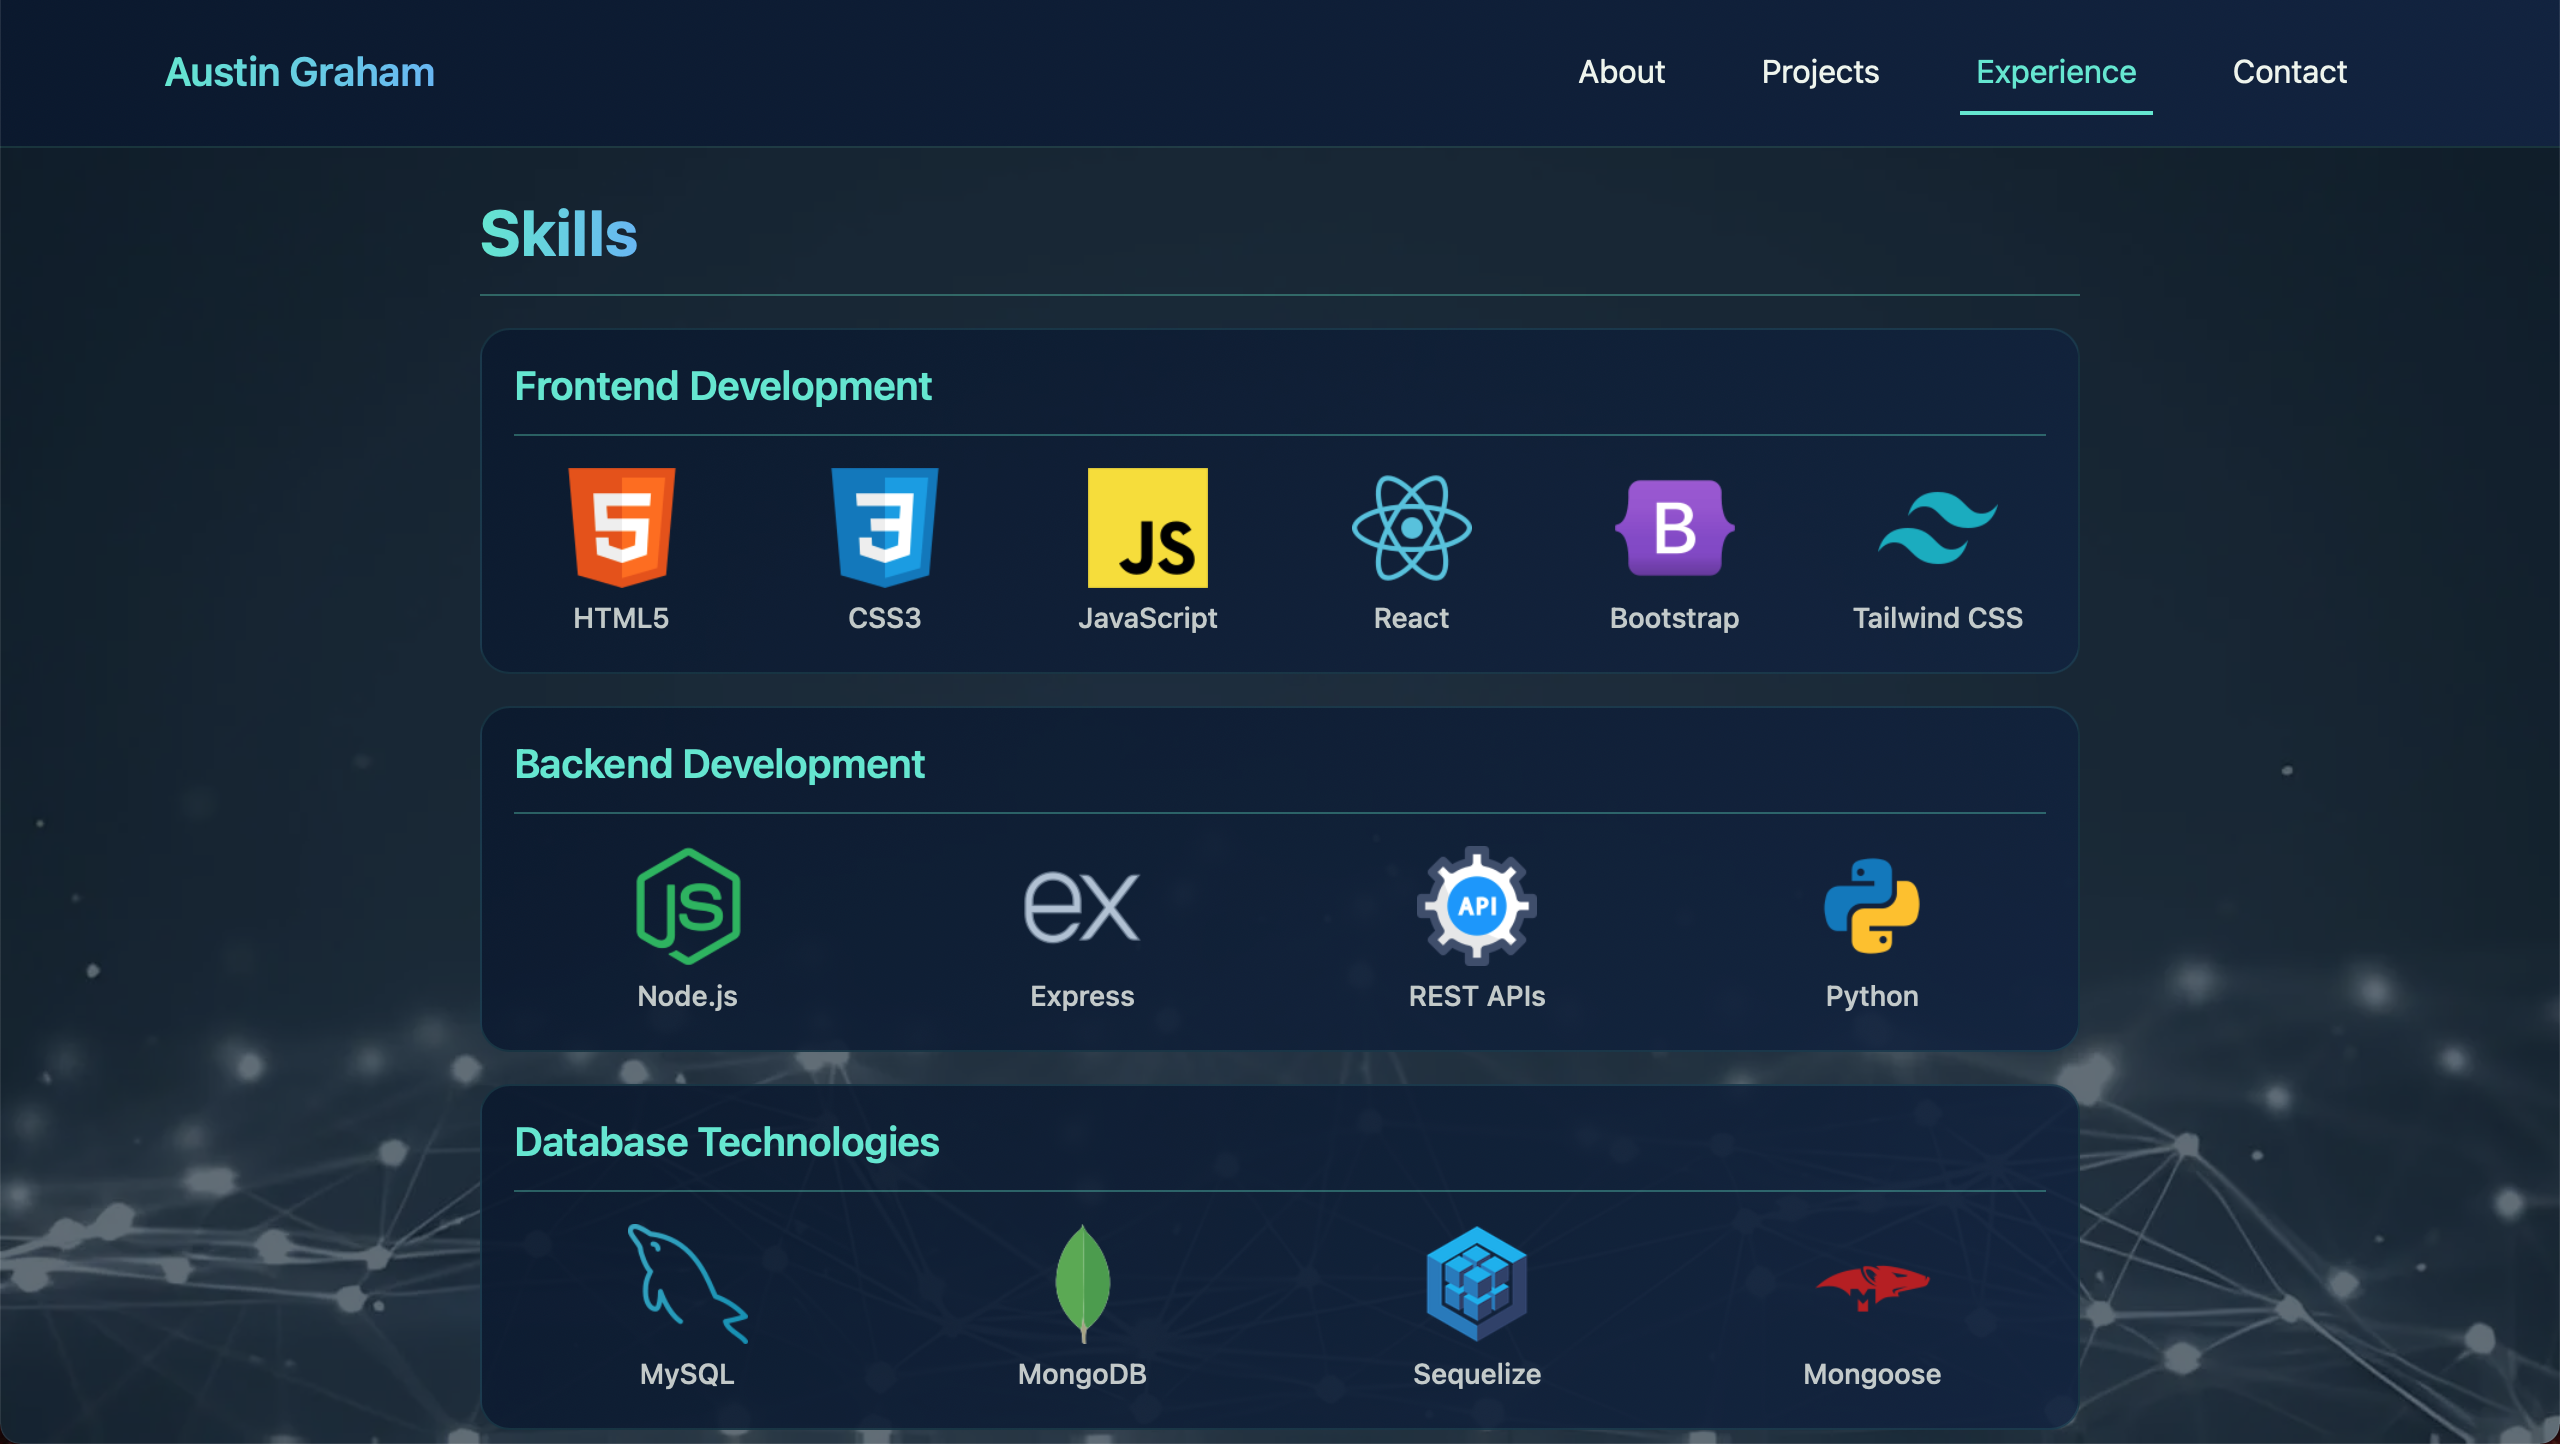 Austin Graham
About Projects Experience Contact
Skills
Frontend Development
5 3 JS B
HTML5 CSS3 JavaScript React Bootstrap Tailwind CSS
Backend Development
JS ex API
Node.js Express REST APIs Python
Database Technologies
M
MySQL MongoDB Sequelize Mongoose